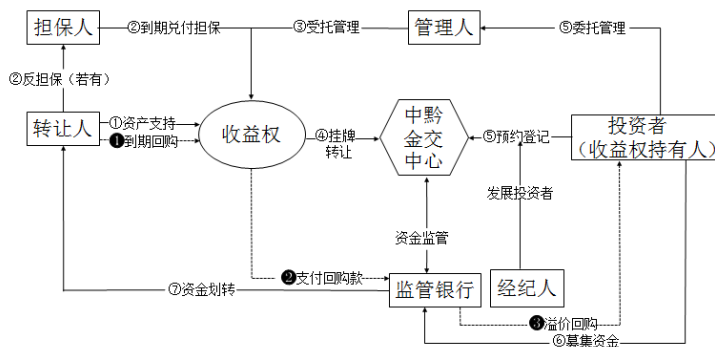 担保人
②到期兑付担保
③受托管理
管理人
⑤委托管理
②反担保（若有）
转让人
①资产支持
❶到期回购
收益权
④挂牌
转让
中黔
金交
中心
⑤预约登记
投资者
（收益权持有人）
发展投资者
资金监管
❷支付回购款
⑦资金划转
监管银行
经纪人
❸溢价回购
⑥募集资金